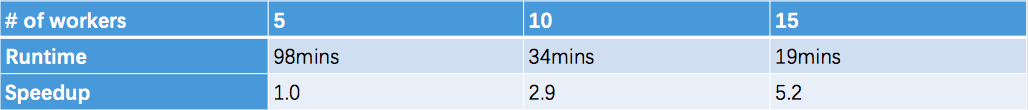 # of workers 5 10 15
Runtime 98mins 34mins 19mins
Speedup 1.0 2.9 5.2